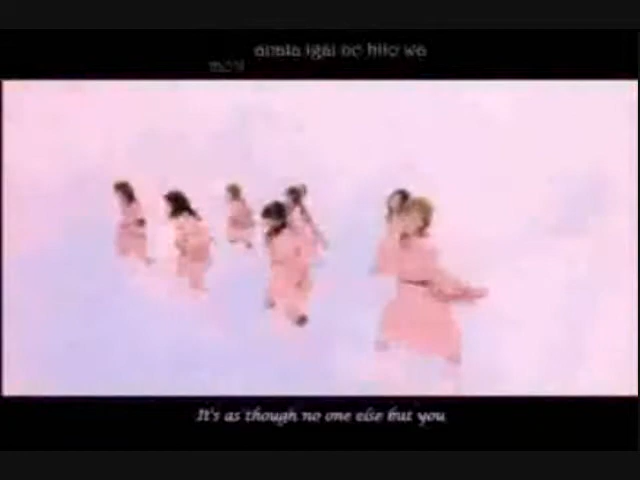 anata igai no hito wa
It's as though no one else but you